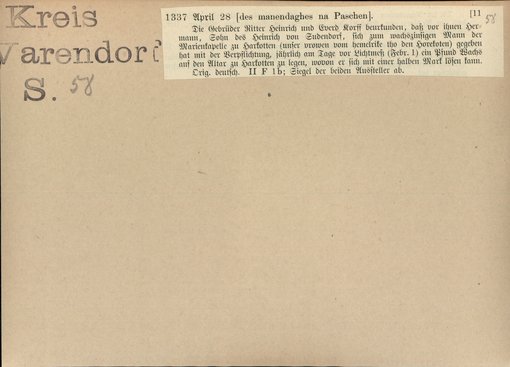 Kreis
Warendorf
S. 58
1337 April 28 [des manendaghes na Paschen]. [11
58
Die Gebrüder Ritter Heinrich und Everd Korff beurkunden, daß vor ihnen Her-
mann, Sohn des Heinrich von Sudendorf, sich zum wachszinsigen Mann der
Marienkapelle zu Harkotten (unser vrowen vom hemelrike tho den Horekoten) gegeben
hat mit der Verpflichtung, jährlich am Tage vor Lichtmeß (Febr. 1) ein Pfund Wachs
auf den Altar zu Harkotten zu legen, wovon er sich mit einer halben Mark lösen kann.
Orig. deutsch. II F 1 b; Siegel der beiden Aussteller ab.